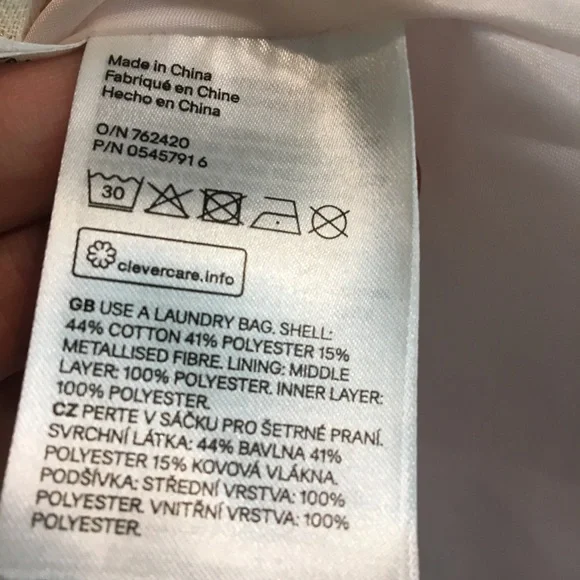 Made in China
Fabriqué en Chine
Hecho en China
O/N 762420
P/N 0545791 6
30
clevercare.info
GB USE A LAUNDRY BAG. SHELL:
44% COTTON 41% POLYESTER 15%
METALLISED FIBRE. LINING: MIDDLE
LAYER: 100% POLYESTER. INNER LAYER:
100% POLYESTER.
CZ PERTE V SÁČKU PRO ŠETRNÉ PRANÍ.
SVRCHNÍ LÁTKA: 44% BAVLNA 41%
POLYESTER 15% KOVOVÁ VLÁKNA.
PODŠÍVKA: STŘEDNÍ VRSTVA: 100%
POLYESTER. VNITŘNÍ VRSTVA: 100%
POLYESTER.